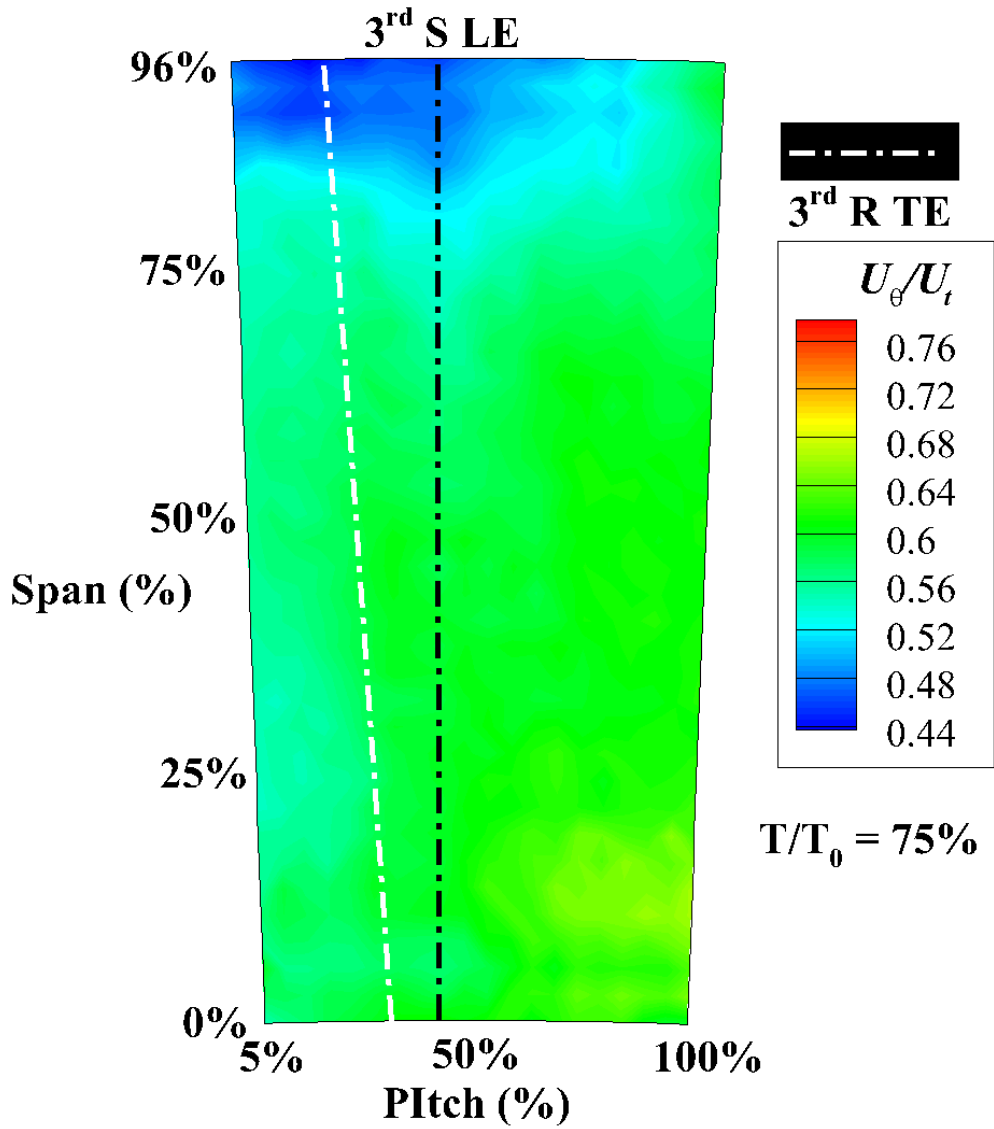 3rd S LE
96%
75%
50%
Span (%)
25%
0%
5%
50%
100%
PItch (%)
3rd R TE
Uθ/Ut
0.76
0.72
0.68
0.64
0.6
0.56
0.52
0.48
0.44
T/T0 = 75%